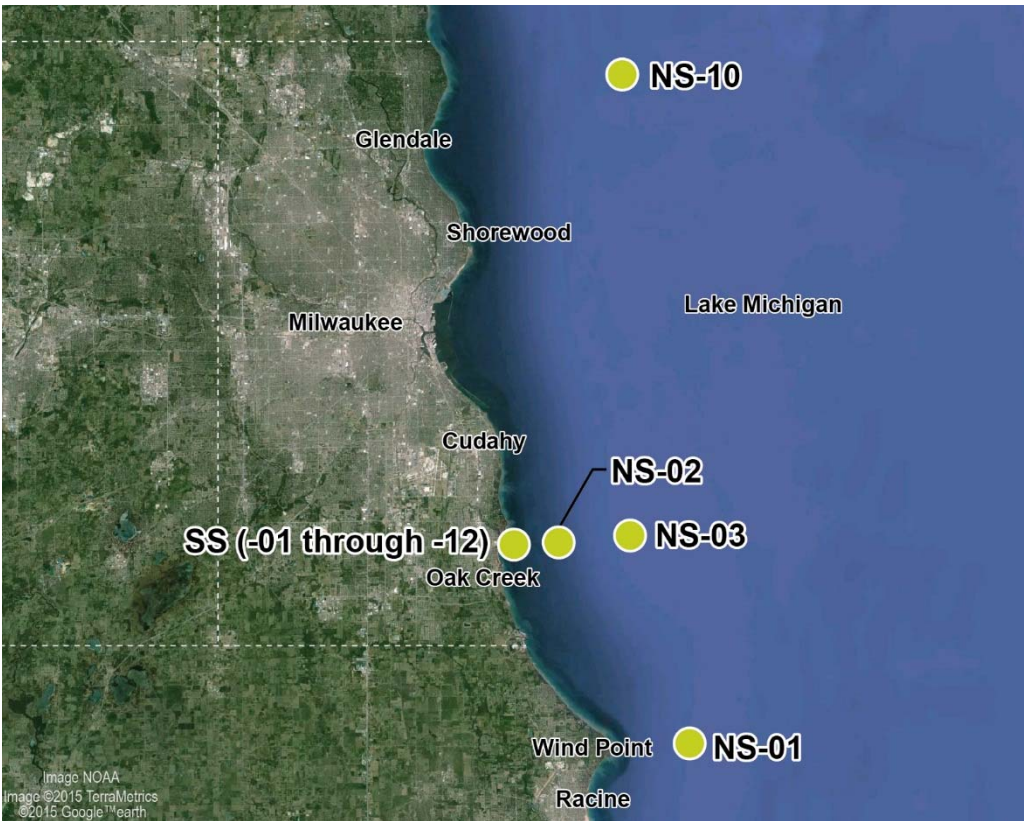 NS-10
Glendale
Shorewood
Lake Michigan
Milwaukee
Cudahy
NS-02
SS (-01 through -12)
NS-03
Oak Creek
Wind Point
NS-01
Image NOAA
Image ©2015 TerraMetrics
©2015 Google™earth
Racine